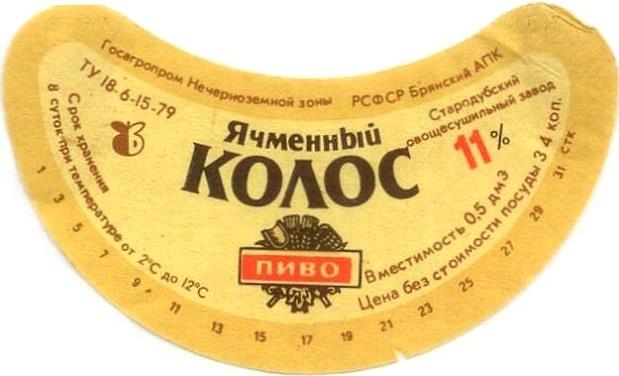 Госагропром Нечерноземной зоны РСФСР Брянский АПК
ТУ 18-6-15-79
Стародубский
овощесушильный завод
Срок хранения
8 суток при температуре от 2°С до 12°С
Ячменный
КОЛОС
11%
ПИВО
Вместимость 0,5 дм3
Цена без стоимости посуды 34 коп.
1 3 5 7 9 11 13 15 17 19 21 23 25 27 29 31 СТК